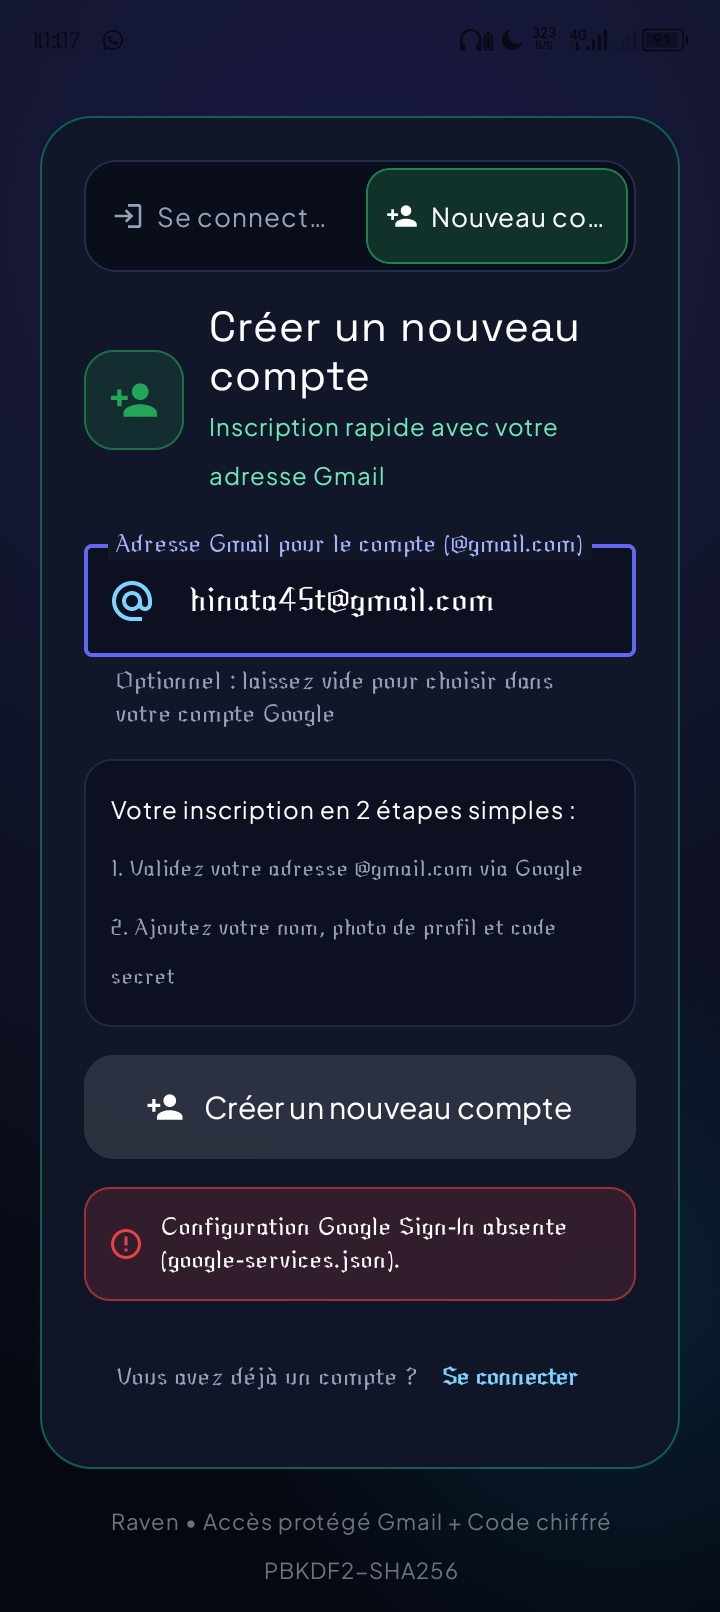 10:07
323
B/S
4G
91
Se connect...
Nouveau co...
Créer un nouveau
compte
Inscription rapide avec votre
adresse Gmail
Adresse Gmail pour le compte (@gmail.com)
hinata45t@gmail.com
Optionnel : laissez vide pour choisir dans
votre compte Google
Votre inscription en 2 étapes simples :
1. Validez votre adresse @gmail.com via Google
2. Ajoutez votre nom, photo de profil et code
secret
Créer un nouveau compte
Configuration Google Sign-In absente
(google-services.json).
Vous avez déjà un compte ? Se connecter
Raven • Accès protégé Gmail + Code chiffré
PBKDF2-SHA256